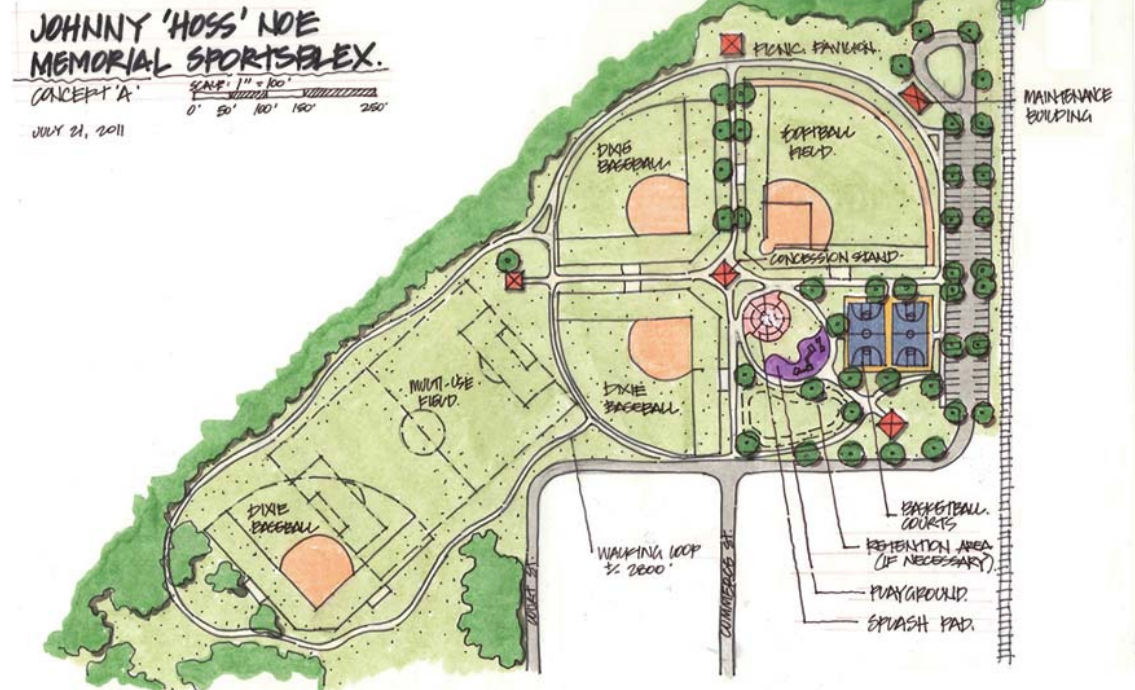 JOHNNY 'HOSS' NOE
MEMORIAL SPORTSPLEX.
CONCEPT 'A'
SCALE: 1" = 100'
0' 50' 100' 150' 250'
JULY 21, 2011
PICNIC PAVILION.
MAINTENANCE
BUILDING
DIXIE
BASEBALL
SOFTBALL
FIELD.
CONCESSION STAND
MULTI-USE
FIELD.
DIXIE
BASEBALL
DIXIE
BASEBALL
WALKING LOOP
+/- 2800'
COURT ST.
COMMERCE ST.
BASKETBALL
COURTS
RETENTION AREA
(IF NECESSARY).
PLAYGROUND.
SPLASH PAD.